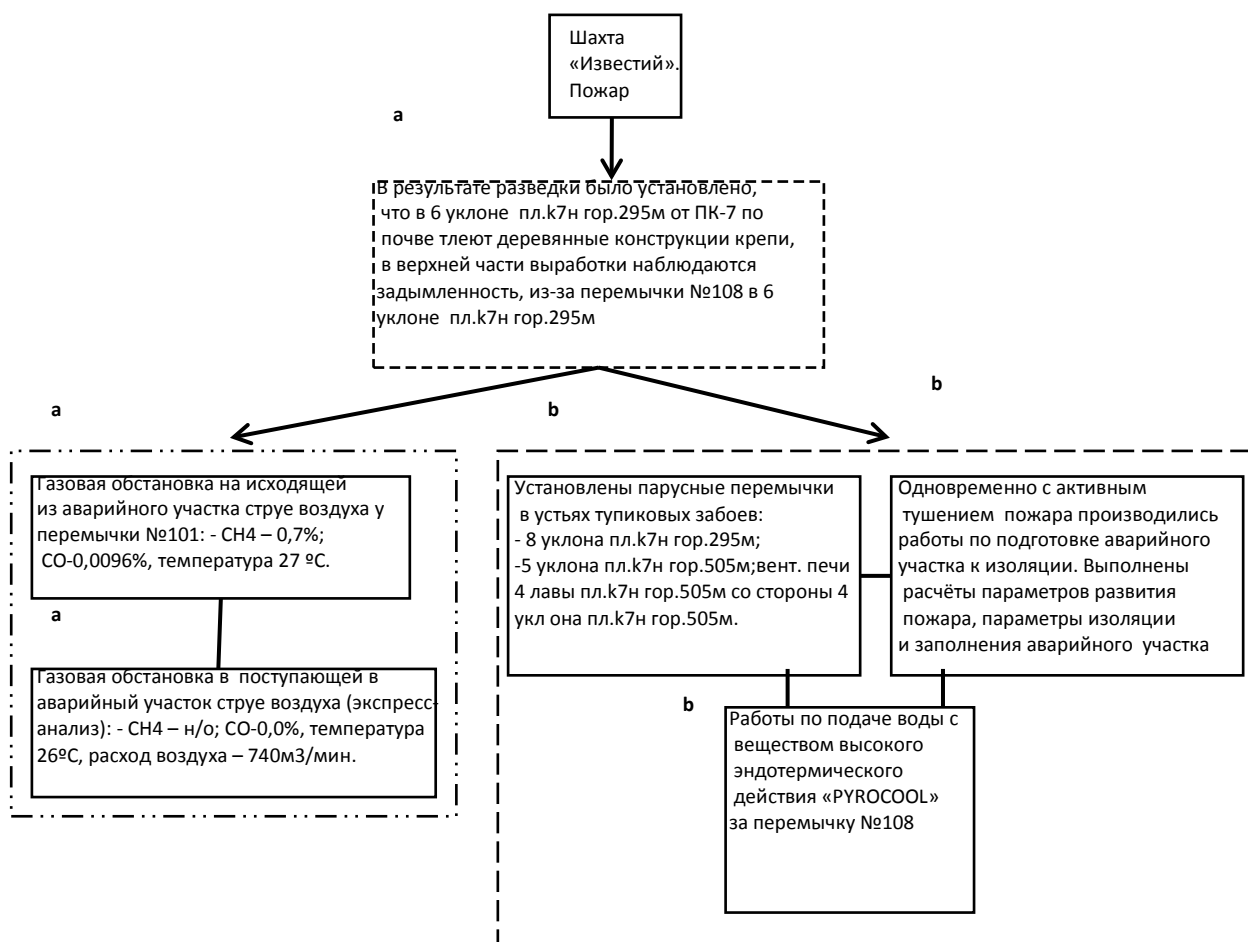 Шахта
«Известий».
Пожар
a
В результате разведки было установлено,
что в 6 уклоне пл.k7н гор.295м от ПК-7 по
почве тлеют деревянные конструкции крепи,
в верхней части выработки наблюдаются
задымленность, из-за перемычки №108 в 6
уклоне пл.k7н гор.295м
b
a
b
Газовая обстановка на исходящей
из аварийного участка струе воздуха у
перемычки №101: - CH4 – 0,7%;
СО-0,0096%, температура 27 ºС.
a
Газовая обстановка в поступающей в
аварийный участок струе воздуха (экспресс-
анализ): - CH4 – н/о; СО-0,0%, температура
26ºС, расход воздуха – 740м3/мин.
Установлены парусные перемычки
в устьях тупиковых забоев:
- 8 уклона пл.k7н гор.295м;
-5 уклона пл.k7н гор.505м;вент. печи
4 лавы пл.k7н гор.505м со стороны 4
укл она пл.k7н гор.505м.
Одновременно с активным
тушением пожара производились
работы по подготовке аварийного
участка к изоляции. Выполнены
расчёты параметров развития
пожара, параметры изоляции
и заполнения аварийного участка
b
Работы по подаче воды с
веществом высокого
эндотермического
действия «PYROCOOL»
за перемычку №108